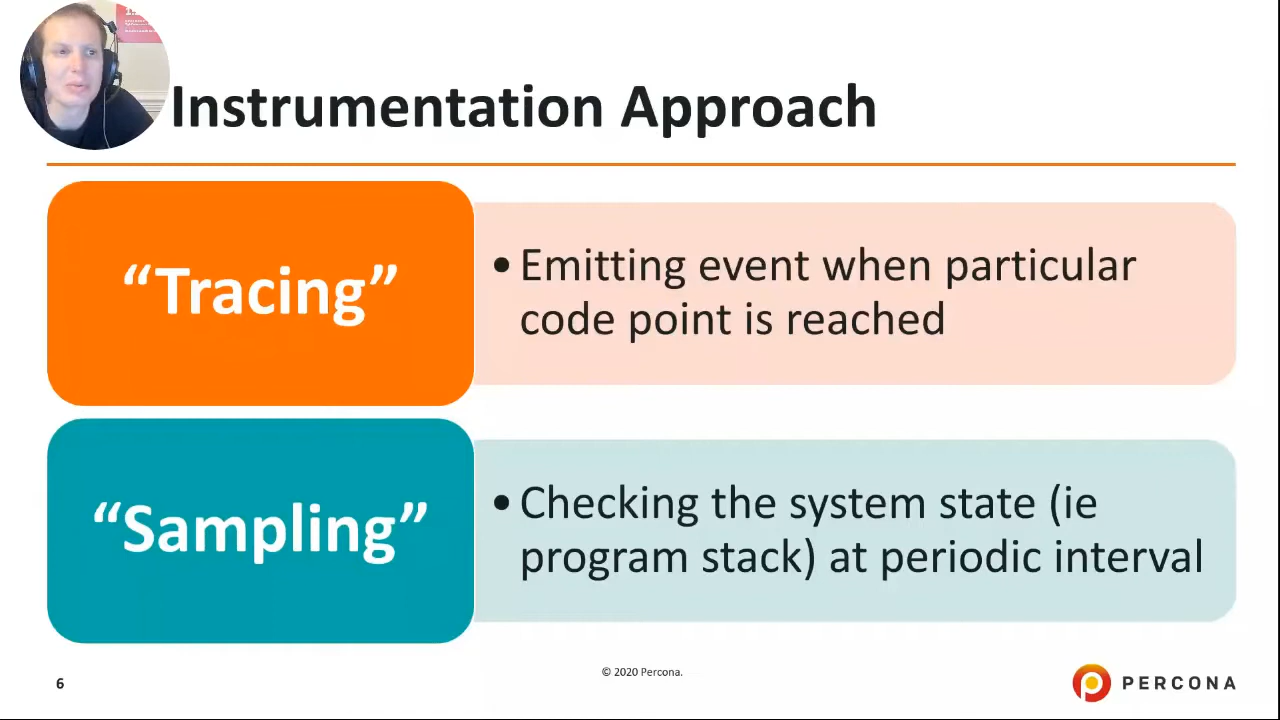 Instrumentation Approach
“Tracing”
• Emitting event when particular
code point is reached
“Sampling”
• Checking the system state (ie
program stack) at periodic interval
6
© 2020 Percona.
PERCONA